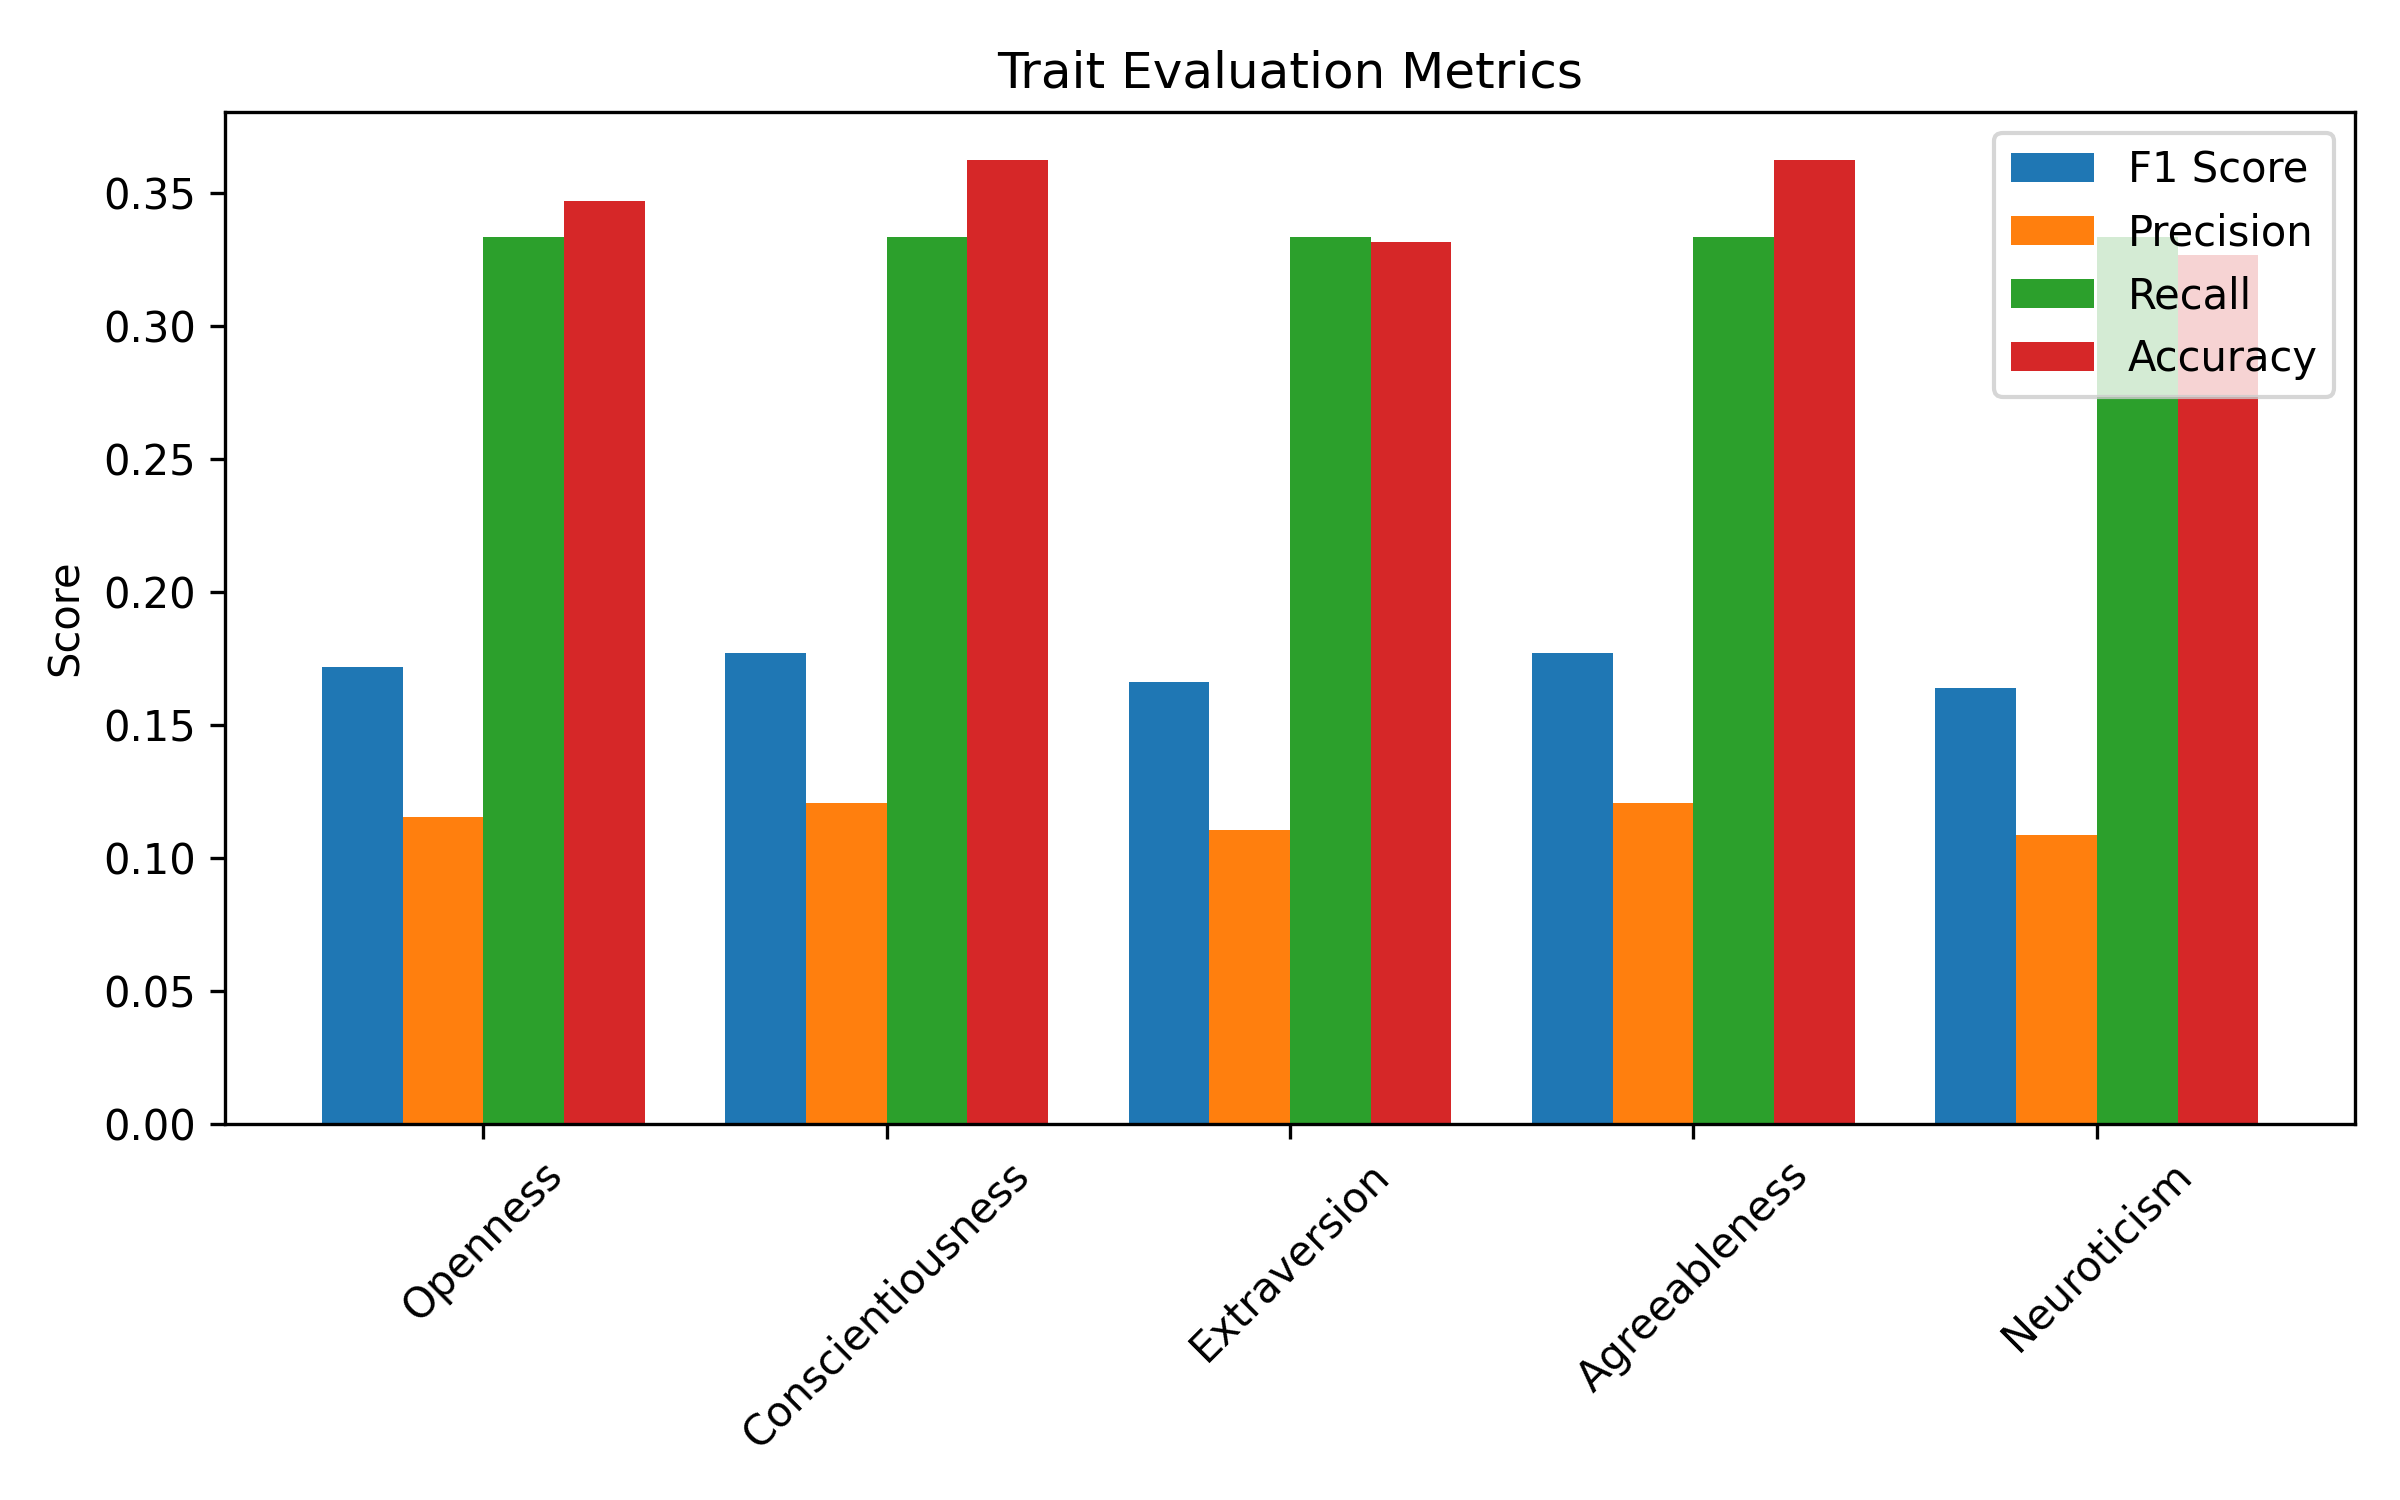 Trait Evaluation Metrics
F1 Score
Precision
Recall
Accuracy
Score
0.35
0.30
0.25
0.20
0.15
0.10
0.05
0.00
Openness
Conscientiousness
Extraversion
Agreeableness
Neuroticism